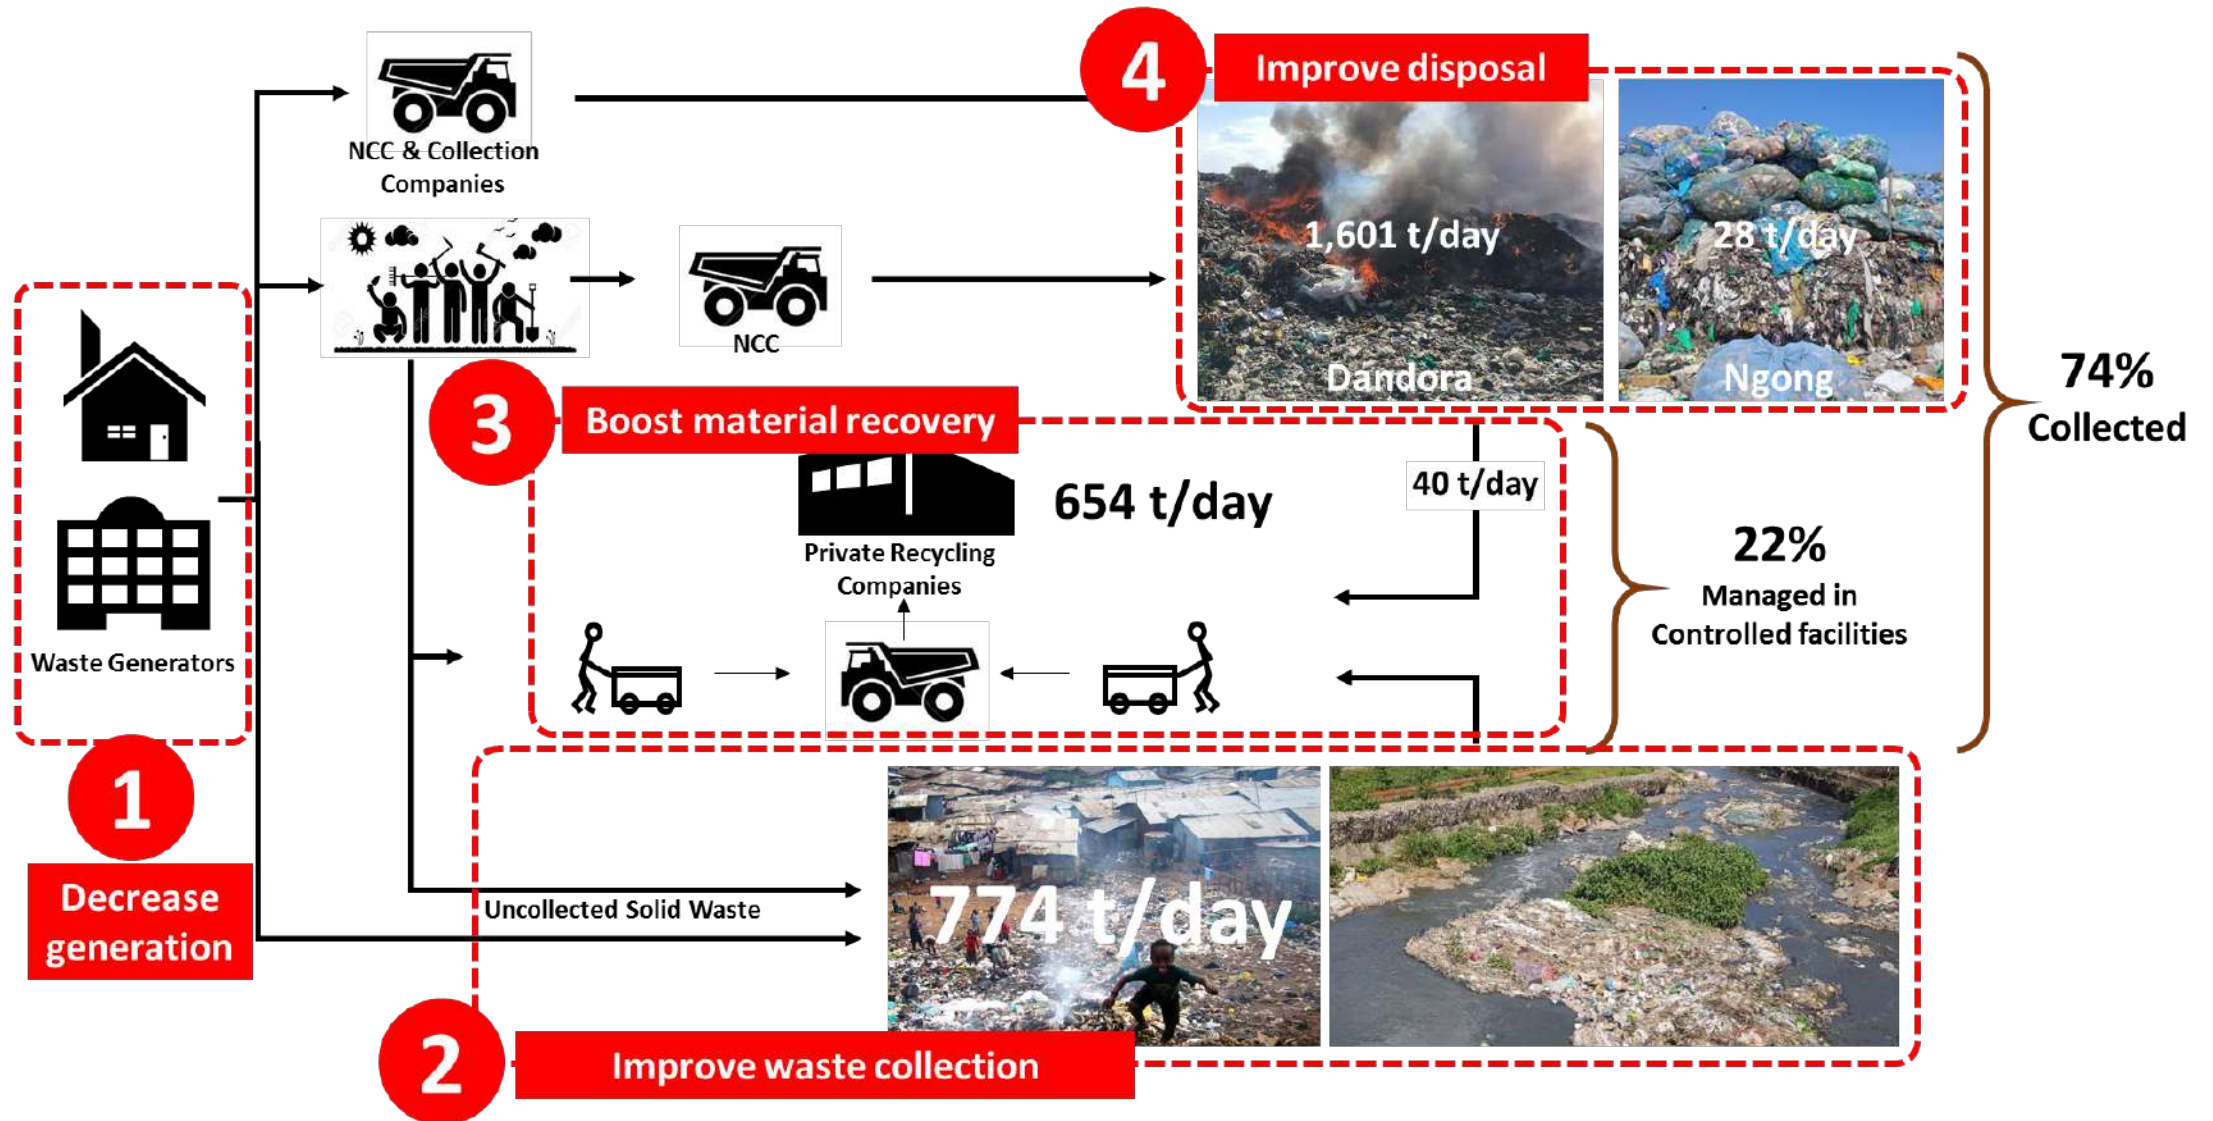 4
Improve disposal
NCC & Collection
Companies
1,601 t/day
28 t/day
NCC
Dandora
Ngong
74%
Collected
3
Boost material recovery
654 t/day
40 t/day
Private Recycling
Companies
22%
Managed in
Controlled facilities
Waste Generators
1
Decrease
generation
Uncollected Solid Waste
774 t/day
2
Improve waste collection